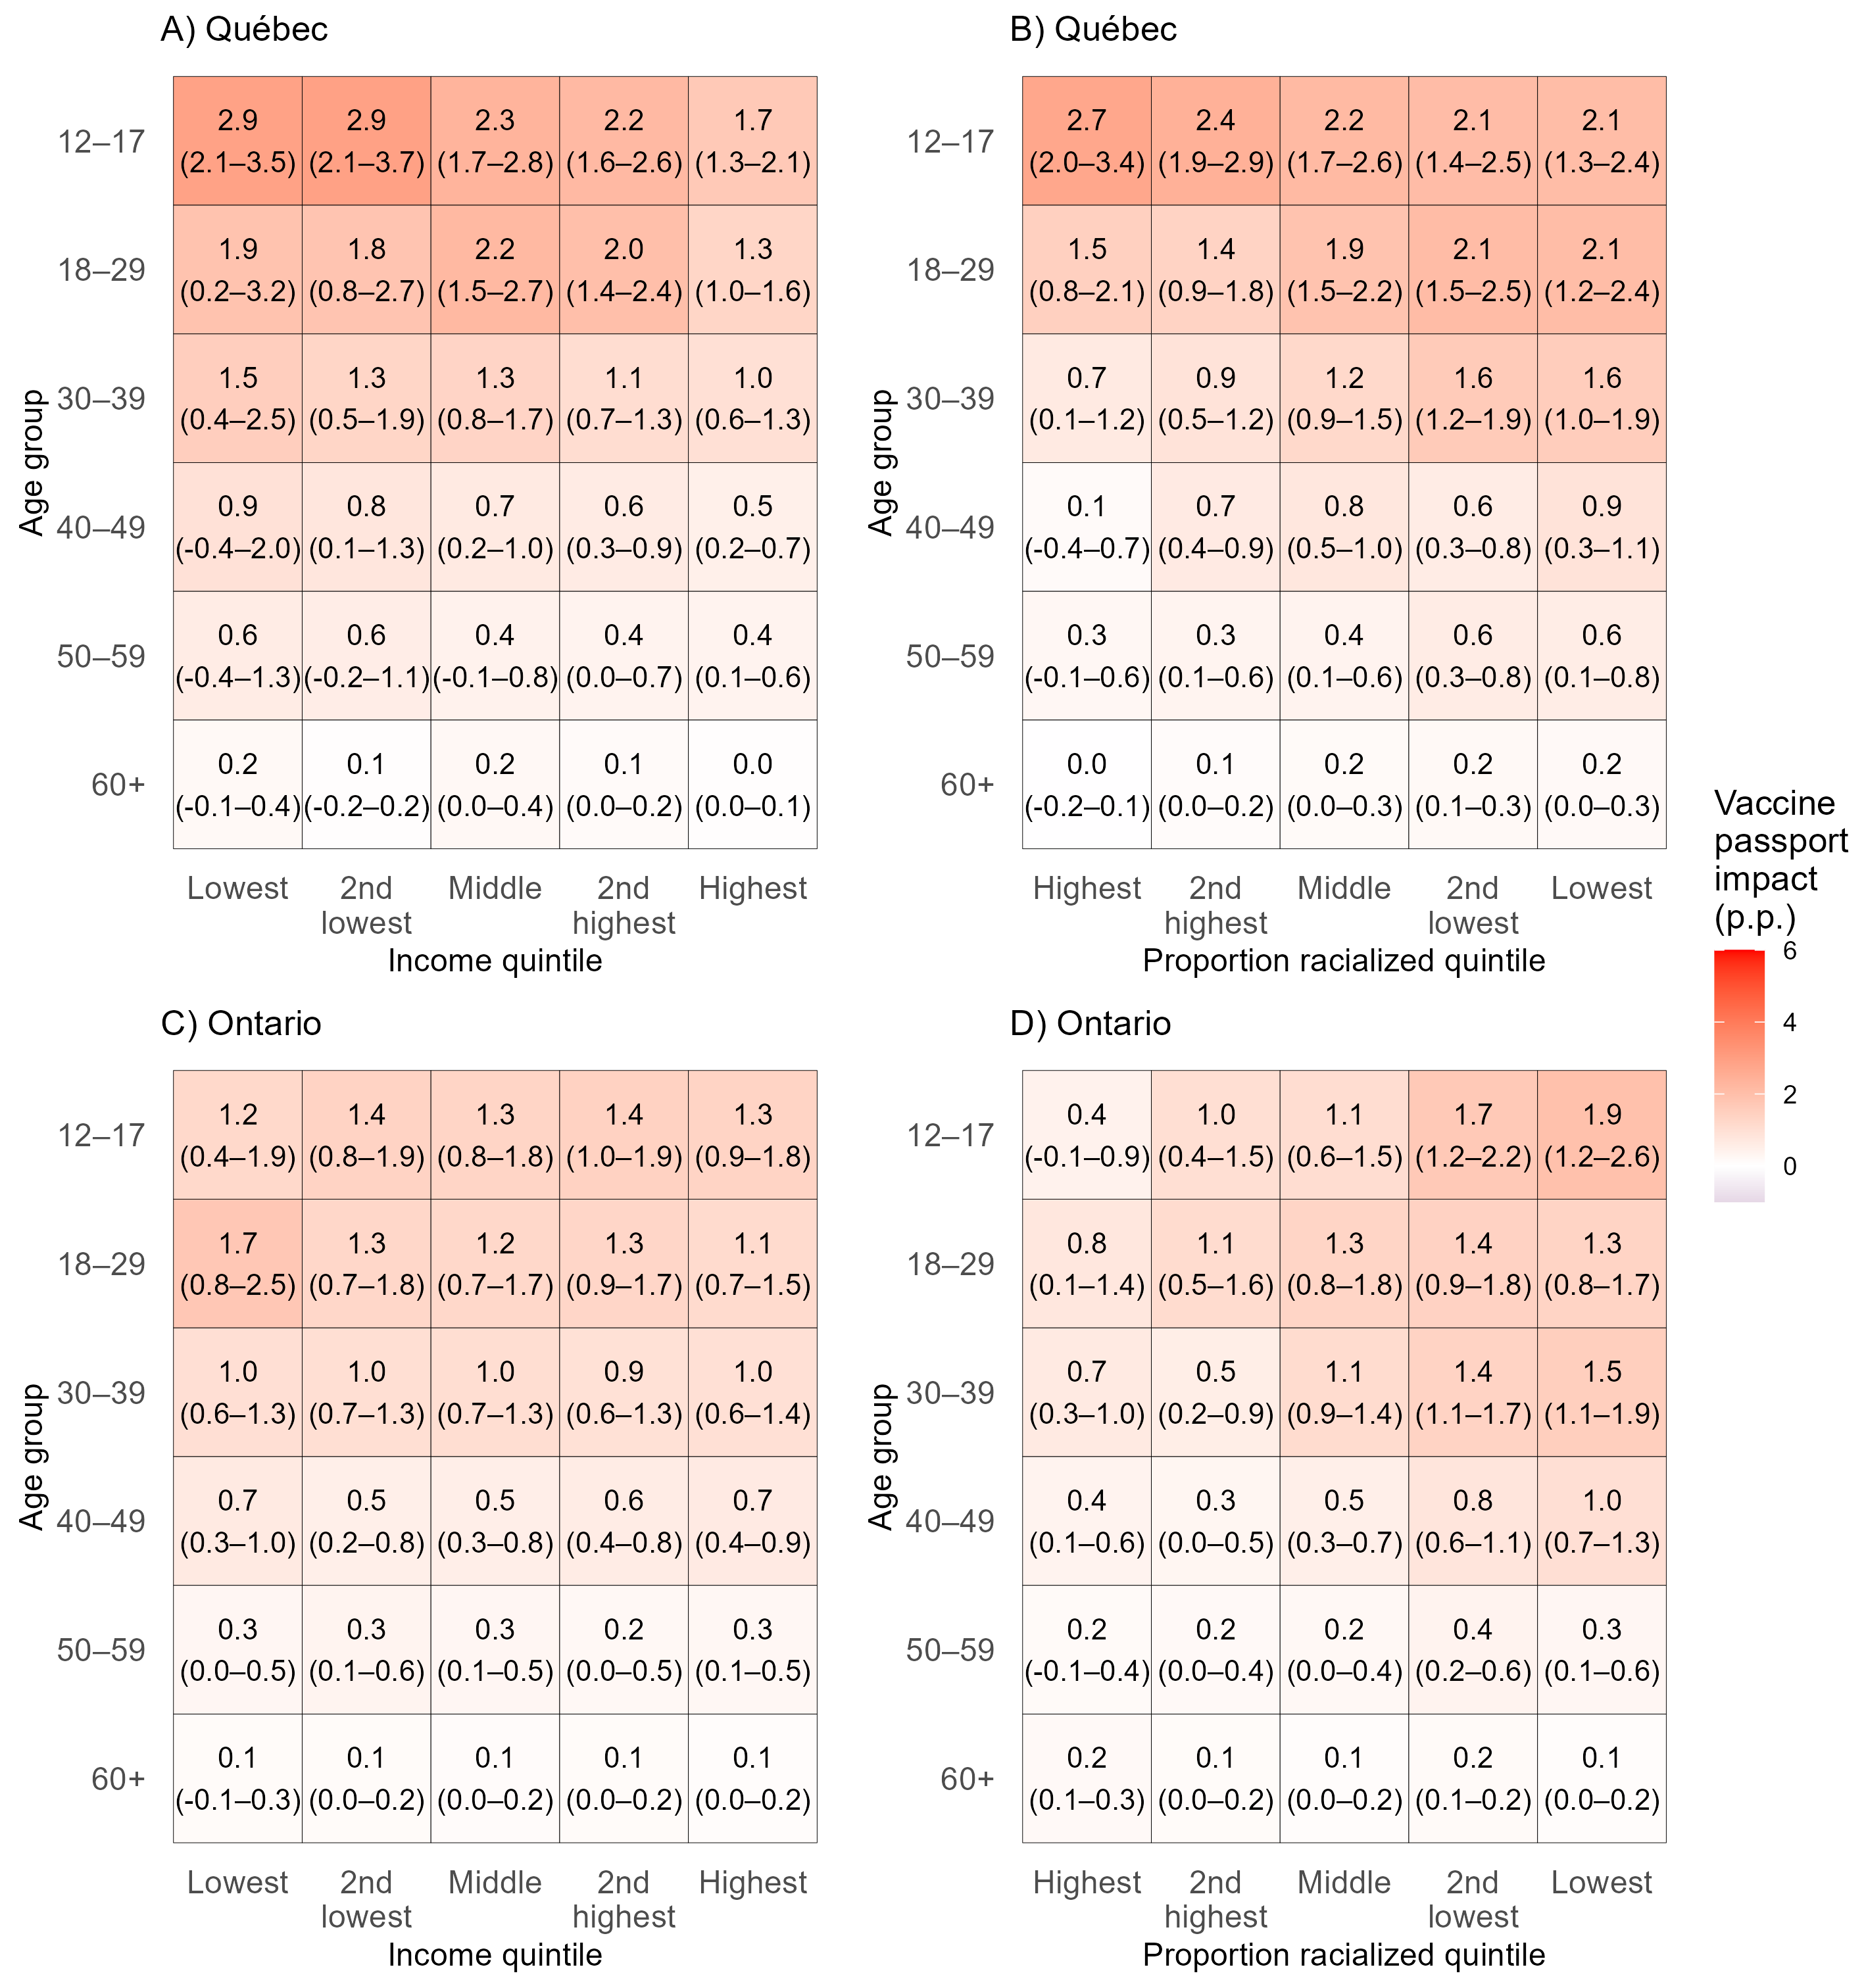 A) Québec
12–17
2.9 2.9 2.3 2.2 1.7
(2.1–3.5) (2.1–3.7) (1.7–2.8) (1.6–2.6) (1.3–2.1)
18–29
1.9 1.8 2.2 2.0 1.3
(0.2–3.2) (0.8–2.7) (1.5–2.7) (1.4–2.4) (1.0–1.6)
30–39
1.5 1.3 1.3 1.1 1.0
(0.4–2.5) (0.5–1.9) (0.8–1.7) (0.7–1.3) (0.6–1.3)
Age group
40–49
0.9 0.8 0.7 0.6 0.5
(-0.4–2.0) (0.1–1.3) (0.2–1.0) (0.3–0.9) (0.2–0.7)
50–59
0.6 0.6 0.4 0.4 0.4
(-0.4–1.3) (-0.2–1.1) (-0.1–0.8) (0.0–0.7) (0.1–0.6)
60+
0.2 0.1 0.2 0.1 0.0
(-0.1–0.4) (-0.2–0.2) (0.0–0.4) (0.0–0.2) (0.0–0.1)
Lowest 2nd Middle 2nd Highest
lowest highest
Income quintile
B) Québec
12–17
2.7 2.4 2.2 2.1 2.1
(2.0–3.4) (1.9–2.9) (1.7–2.6) (1.4–2.5) (1.3–2.4)
18–29
1.5 1.4 1.9 2.1 2.1
(0.8–2.1) (0.9–1.8) (1.5–2.2) (1.5–2.5) (1.2–2.4)
30–39
0.7 0.9 1.2 1.6 1.6
(0.1–1.2) (0.5–1.2) (0.9–1.5) (1.2–1.9) (1.0–1.9)
Age group
40–49
0.1 0.7 0.8 0.6 0.9
(-0.4–0.7) (0.4–0.9) (0.5–1.0) (0.3–0.8) (0.3–1.1)
50–59
0.3 0.3 0.4 0.6 0.6
(-0.1–0.6) (0.1–0.6) (0.1–0.6) (0.3–0.8) (0.1–0.8)
60+
0.0 0.1 0.2 0.2 0.2
(-0.2–0.1) (0.0–0.2) (0.0–0.3) (0.1–0.3) (0.0–0.3)
Highest 2nd Middle 2nd Lowest
highest lowest
Proportion racialized quintile
Vaccine
passport
impact
(p.p.)
6
4
2
0
C) Ontario
12–17
1.2 1.4 1.3 1.4 1.3
(0.4–1.9) (0.8–1.9) (0.8–1.8) (1.0–1.9) (0.9–1.8)
18–29
1.7 1.3 1.2 1.3 1.1
(0.8–2.5) (0.7–1.8) (0.7–1.7) (0.9–1.7) (0.7–1.5)
30–39
1.0 1.0 1.0 0.9 1.0
(0.6–1.3) (0.7–1.3) (0.7–1.3) (0.6–1.3) (0.6–1.4)
Age group
40–49
0.7 0.5 0.5 0.6 0.7
(0.3–1.0) (0.2–0.8) (0.3–0.8) (0.4–0.8) (0.4–0.9)
50–59
0.3 0.3 0.3 0.2 0.3
(0.0–0.5) (0.1–0.6) (0.1–0.5) (0.0–0.5) (0.1–0.5)
60+
0.1 0.1 0.1 0.1 0.1
(-0.1–0.3) (0.0–0.2) (0.0–0.2) (0.0–0.2) (0.0–0.2)
Lowest 2nd Middle 2nd Highest
lowest highest
Income quintile
D) Ontario
12–17
0.4 1.0 1.1 1.7 1.9
(-0.1–0.9) (0.4–1.5) (0.6–1.5) (1.2–2.2) (1.2–2.6)
18–29
0.8 1.1 1.3 1.4 1.3
(0.1–1.4) (0.5–1.6) (0.8–1.8) (0.9–1.8) (0.8–1.7)
30–39
0.7 0.5 1.1 1.4 1.5
(0.3–1.0) (0.2–0.9) (0.9–1.4) (1.1–1.7) (1.1–1.9)
Age group
40–49
0.4 0.3 0.5 0.8 1.0
(0.1–0.6) (0.0–0.5) (0.3–0.7) (0.6–1.1) (0.7–1.3)
50–59
0.2 0.2 0.2 0.4 0.3
(-0.1–0.4) (0.0–0.4) (0.0–0.4) (0.2–0.6) (0.1–0.6)
60+
0.2 0.1 0.1 0.2 0.1
(0.1–0.3) (0.0–0.2) (0.0–0.2) (0.1–0.2) (0.0–0.2)
Highest 2nd Middle 2nd Lowest
highest lowest
Proportion racialized quintile